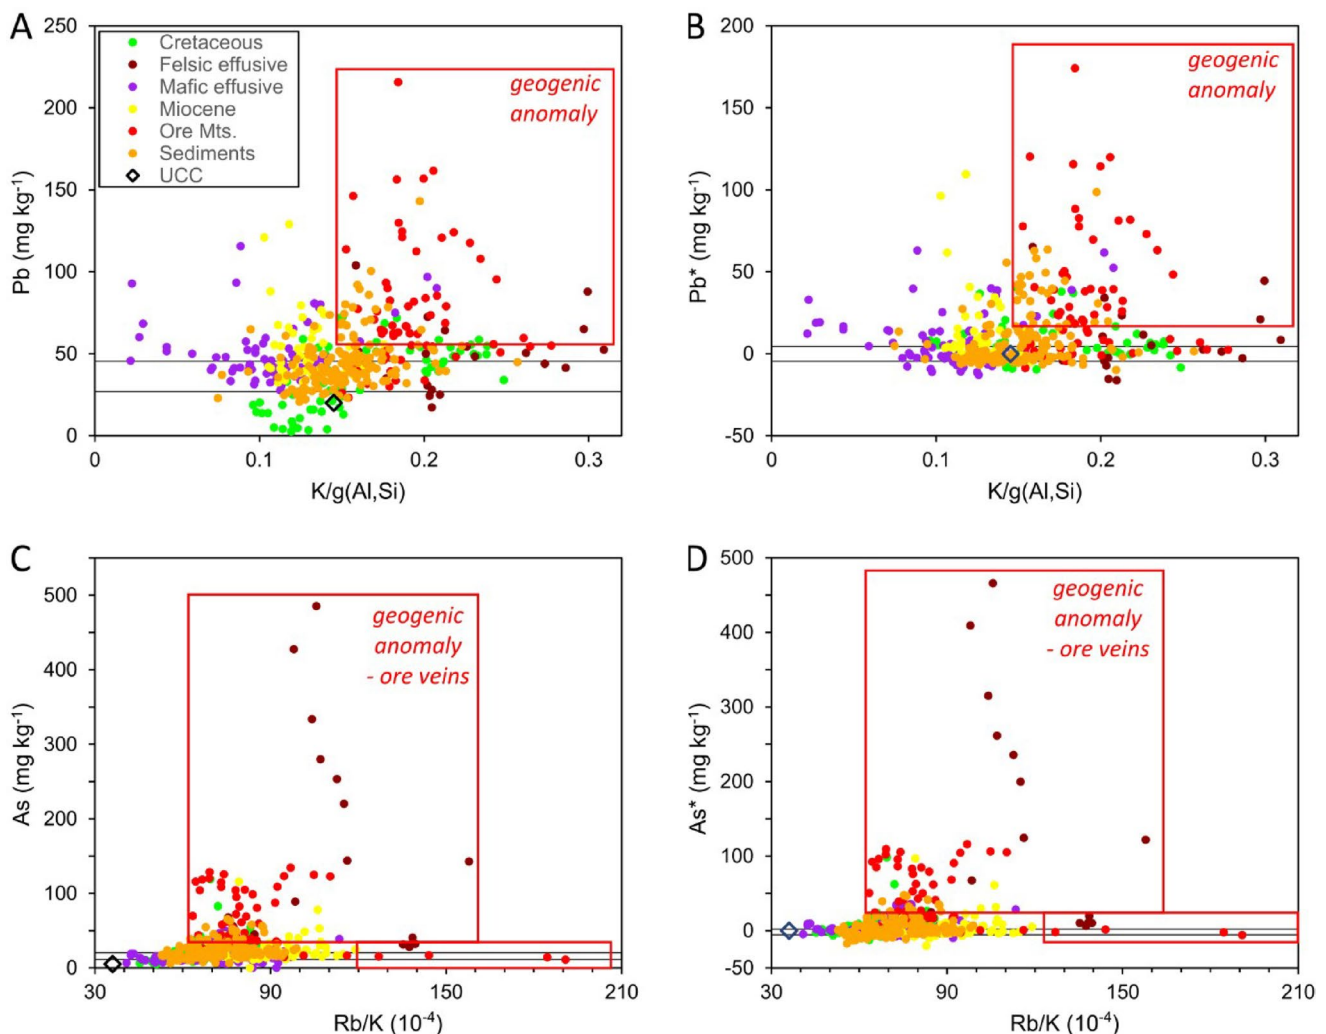 A
250
200
150
100
50
0
Pb (mg kg⁻¹)
Cretaceous
Felsic effusive
Mafic effusive
Miocene
Ore Mts.
Sediments
UCC
geogenic
anomaly
0
0.1
0.2
0.3
K/g(Al,Si)
B
200
150
100
50
0
-50
Pb* (mg kg⁻¹)
geogenic
anomaly
0
0.1
0.2
0.3
K/g(Al,Si)
C
500
400
300
200
100
0
As (mg kg⁻¹)
geogenic
anomaly
- ore veins
30
90
150
210
Rb/K (10⁻⁴)
D
500
400
300
200
100
0
-50
As* (mg kg⁻¹)
geogenic
anomaly
- ore veins
30
90
150
210
Rb/K (10⁻⁴)